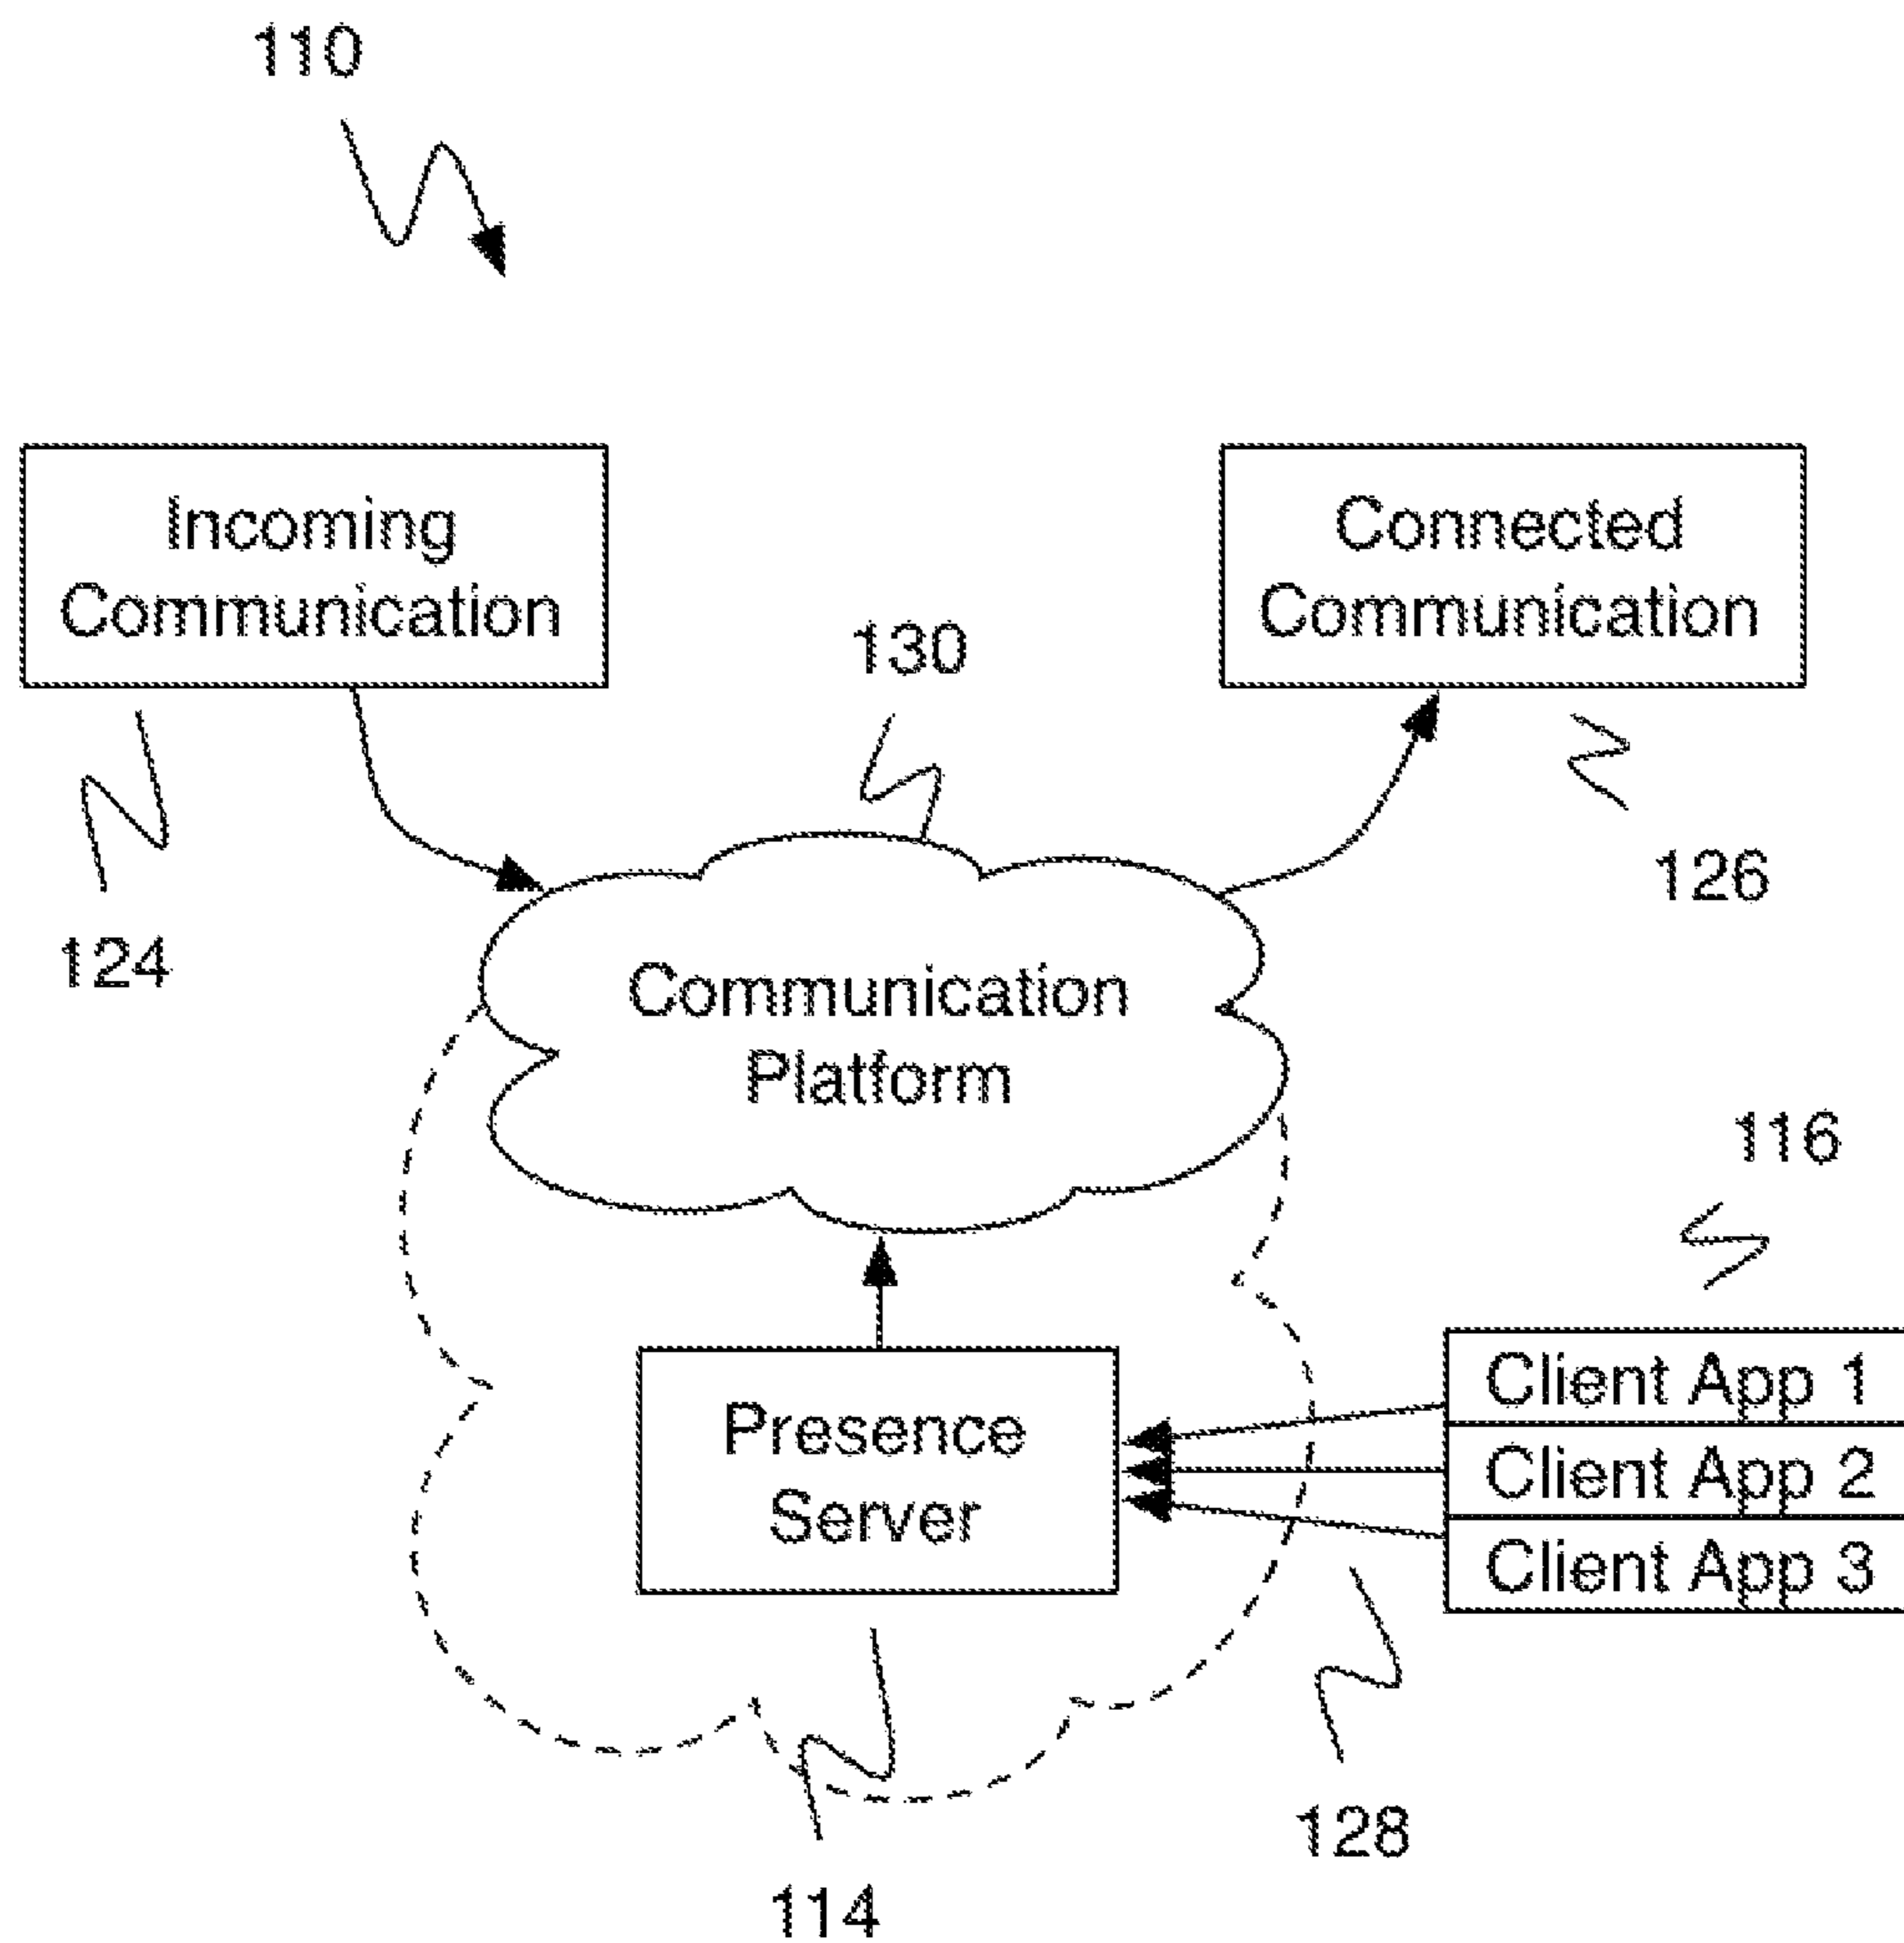 110
Incoming
Communication
Connected
Communication
130
124
126
Communication
Platform
116
Presence
Server
Client App 1
Client App 2
Client App 3
128
114